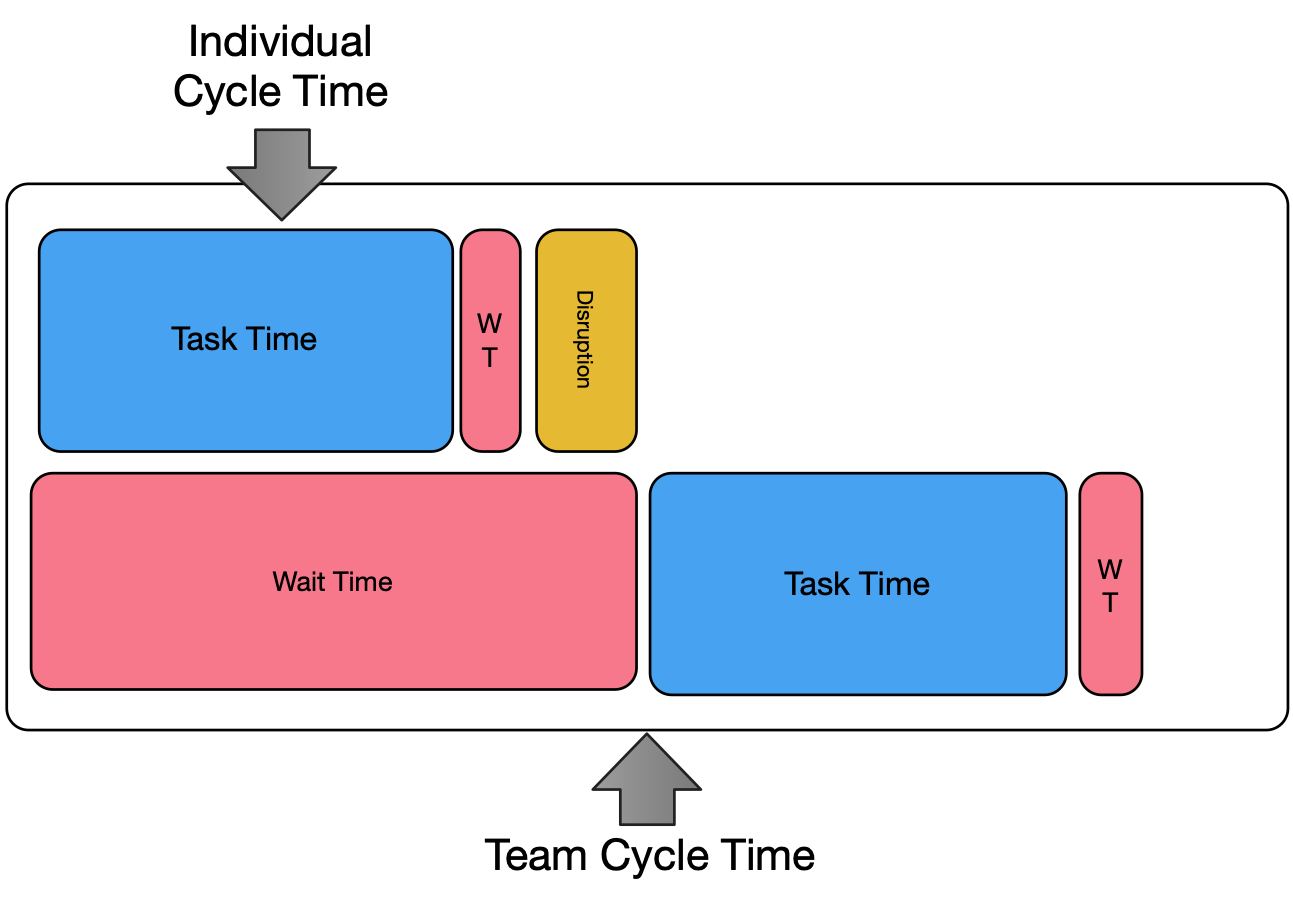 Individual
Cycle Time
Task Time
W
T
Disruption
Wait Time
Task Time
W
T
Team Cycle Time